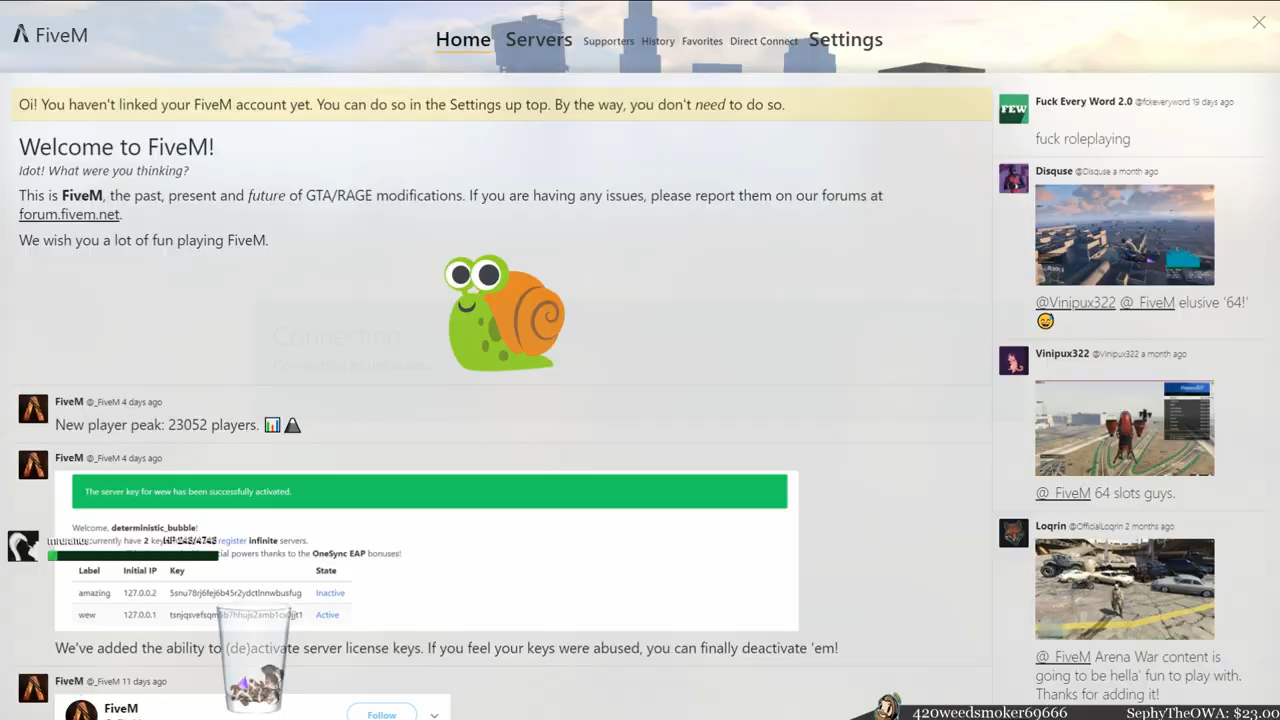 FiveM
Home Servers Supporters History Favorites Direct Connect Settings
Oi! You haven't linked your FiveM account yet. You can do so in the Settings up top. By the way, you don't need to do so.
Welcome to FiveM!
Idot! What were you thinking?
This is FiveM, the past, present and future of GTA/RAGE modifications. If you are having any issues, please report them on our forums at
forum.fivem.net.
We wish you a lot of fun playing FiveM.
Connecting
FiveM @_FiveM 4 days ago
New player peak: 23052 players.
FiveM @_FiveM 4 days ago
The server key for wew has been successfully activated.
Welcome, deterministic_bubble!
currently have 2 register infinite servers.
powers thanks to the OneSync EAP bonuses!
Label Initial IP Key State
amazing 127.0.0.2 5snu78rj6fej6b45r2ydctlnnwbusfug Inactive
wew 127.0.0.1 Active
We've added the ability to (de)activate server license keys. If you feel your keys were abused, you can finally deactivate 'em!
FiveM @_FiveM 11 days ago
FiveM
Follow
FEW
Fuck Every Word 2.0 @fckeveryword 19 days ago
fuck roleplaying
Disquse @Disquse a month ago
@Vinipux322 @_FiveM elusive '64!'
Vinipux322 @Vinipux322 a month ago
@_FiveM 64 slots guys.
Loqrin @OfficialLoqrin 2 months ago
@_FiveM Arena War content is
going to be hella' fun to play with.
Thanks for adding it!
420weedsmoker69666 SephyTheOWA: $23.00